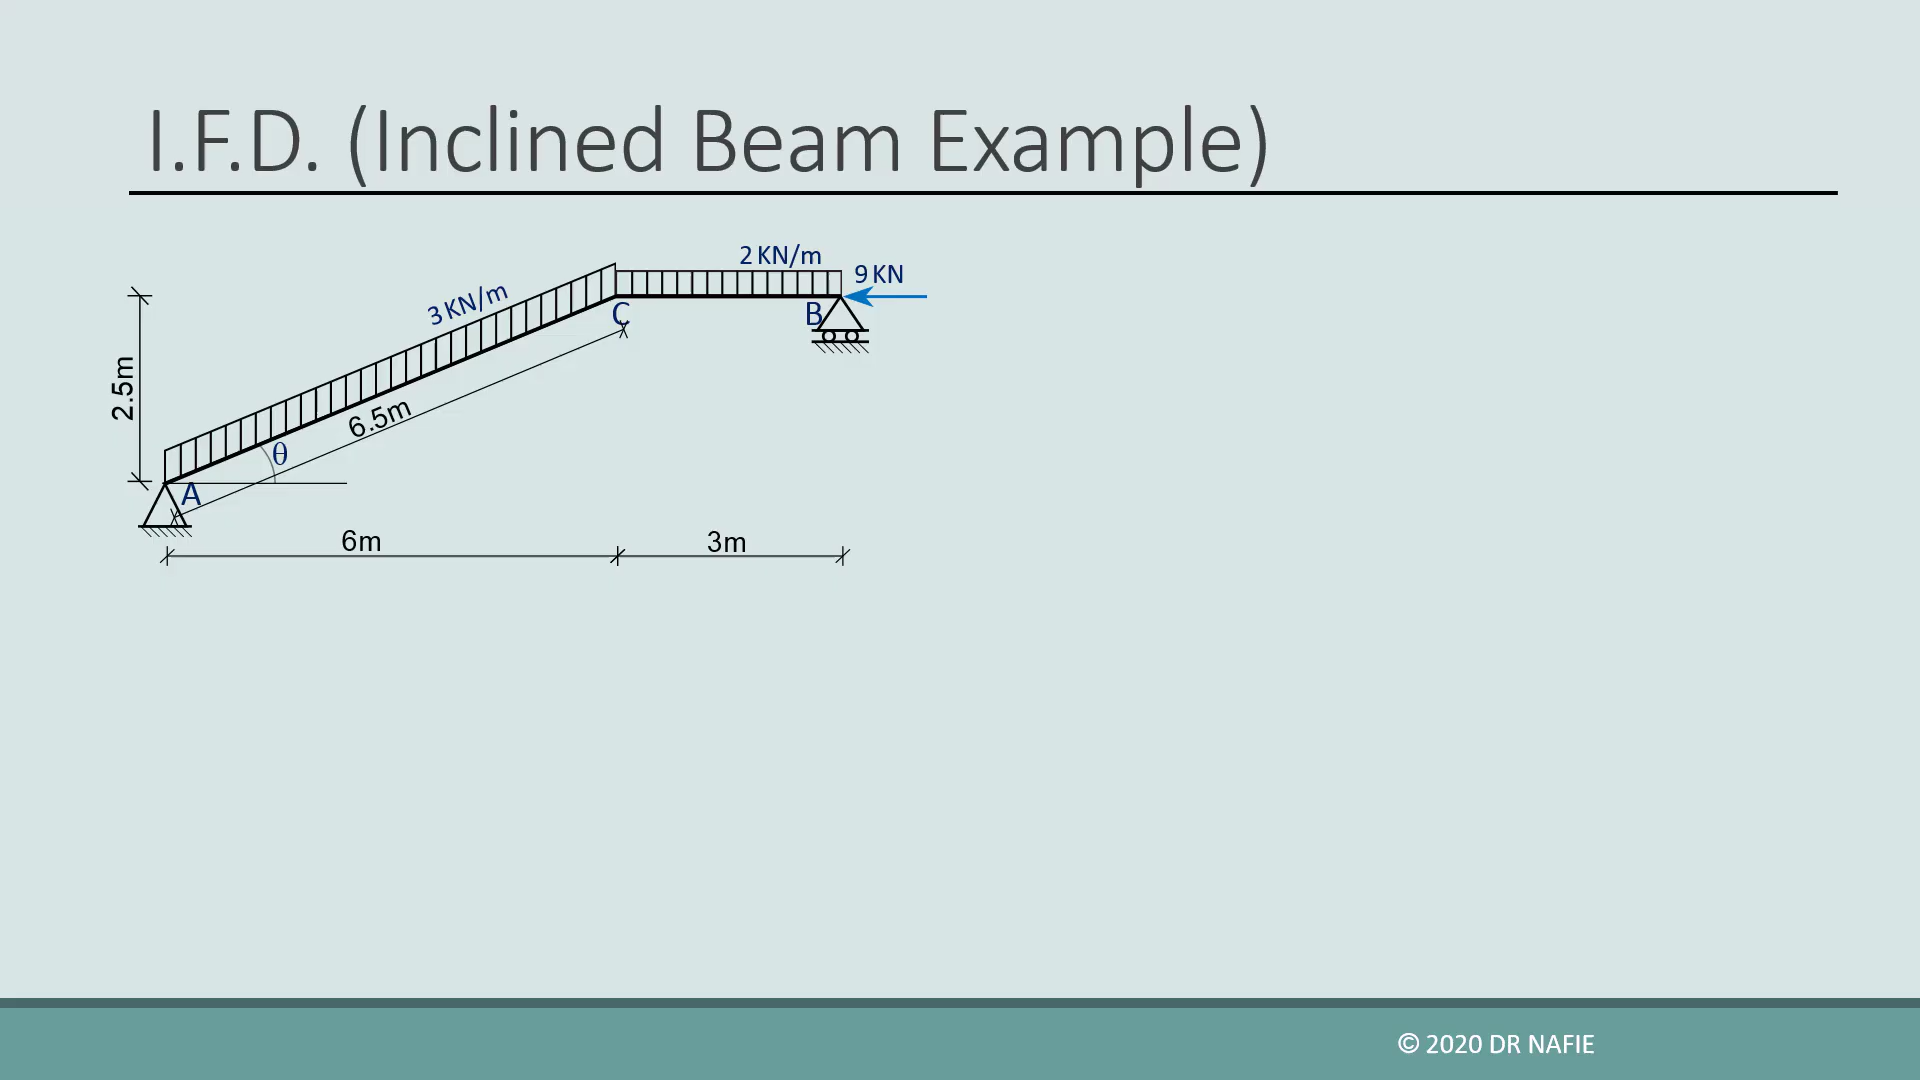 I.F.D. (Inclined Beam Example)
2 KN/m
9 KN
3 KN/m
C
B
2.5m
6.5m
θ
A
6m
3m
© 2020 DR NAFIE